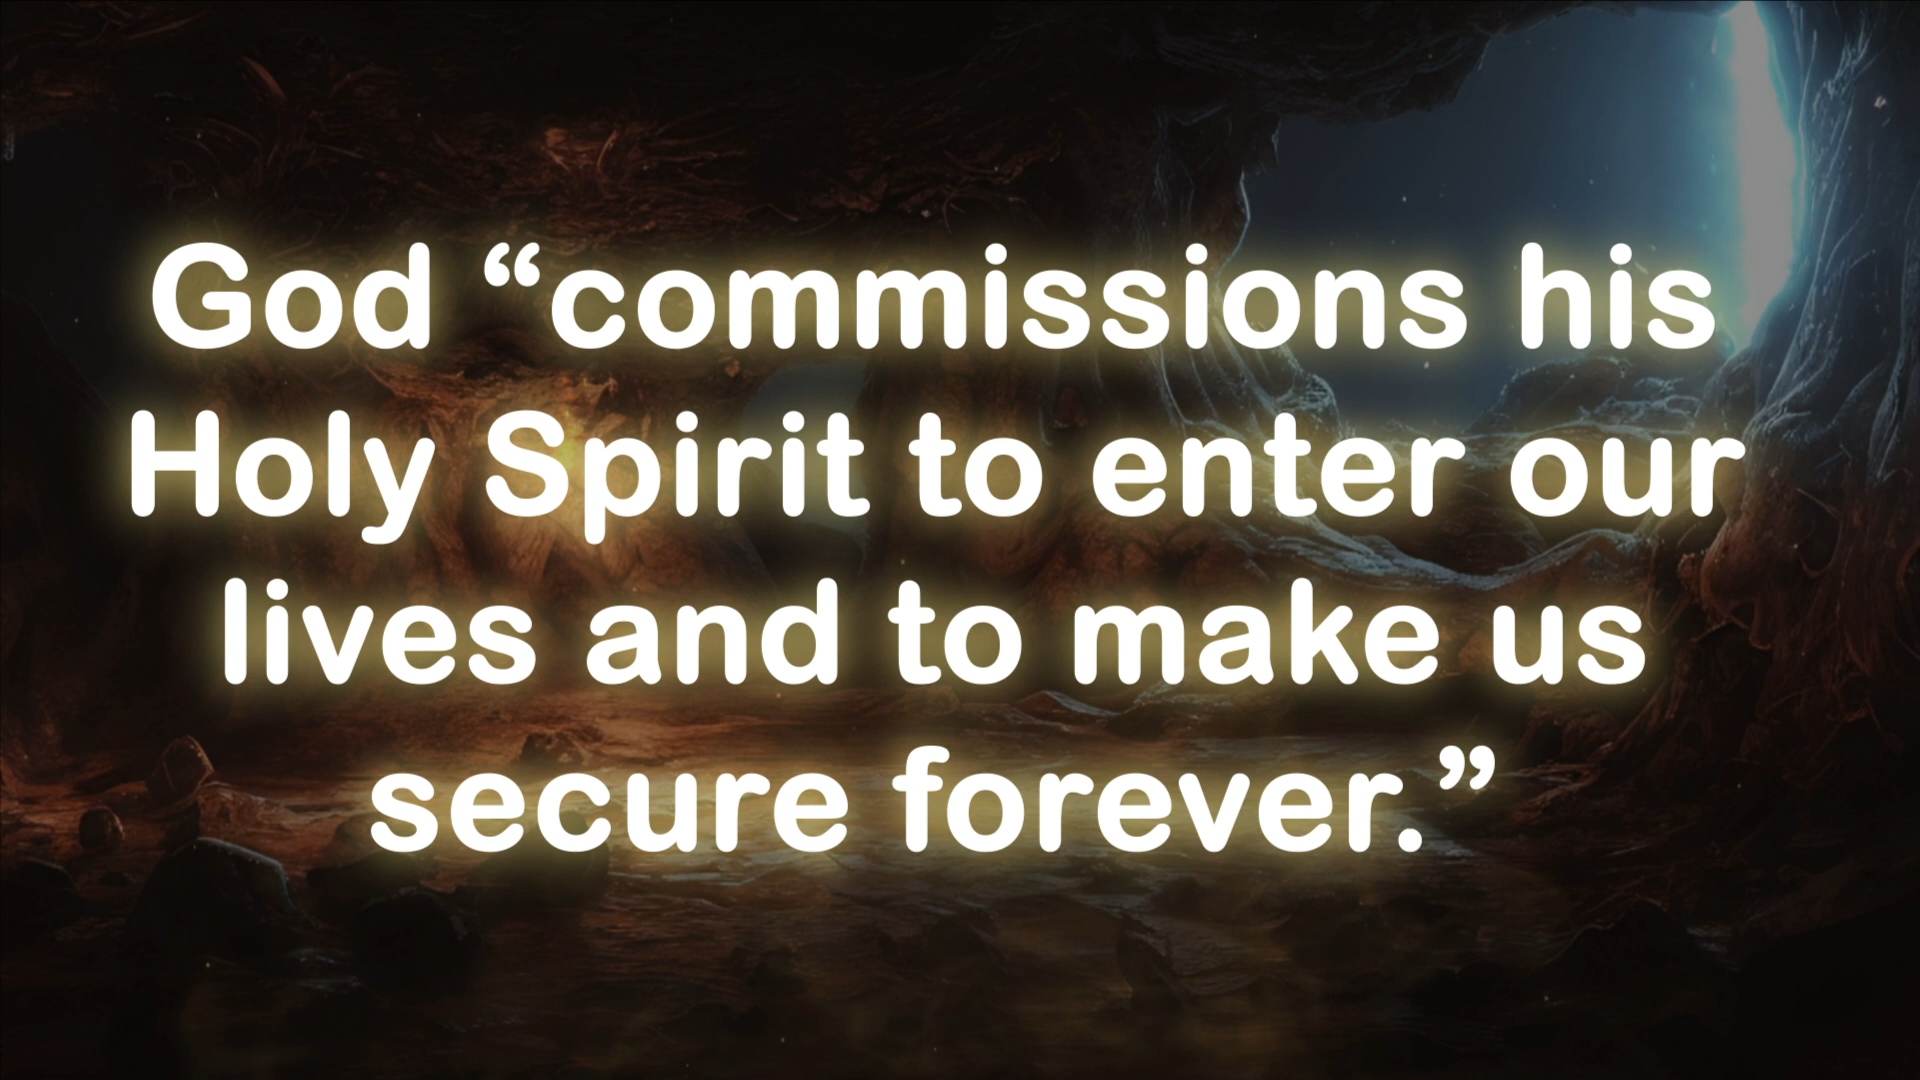 God “commissions his
Holy Spirit to enter our
lives and to make us
secure forever.”